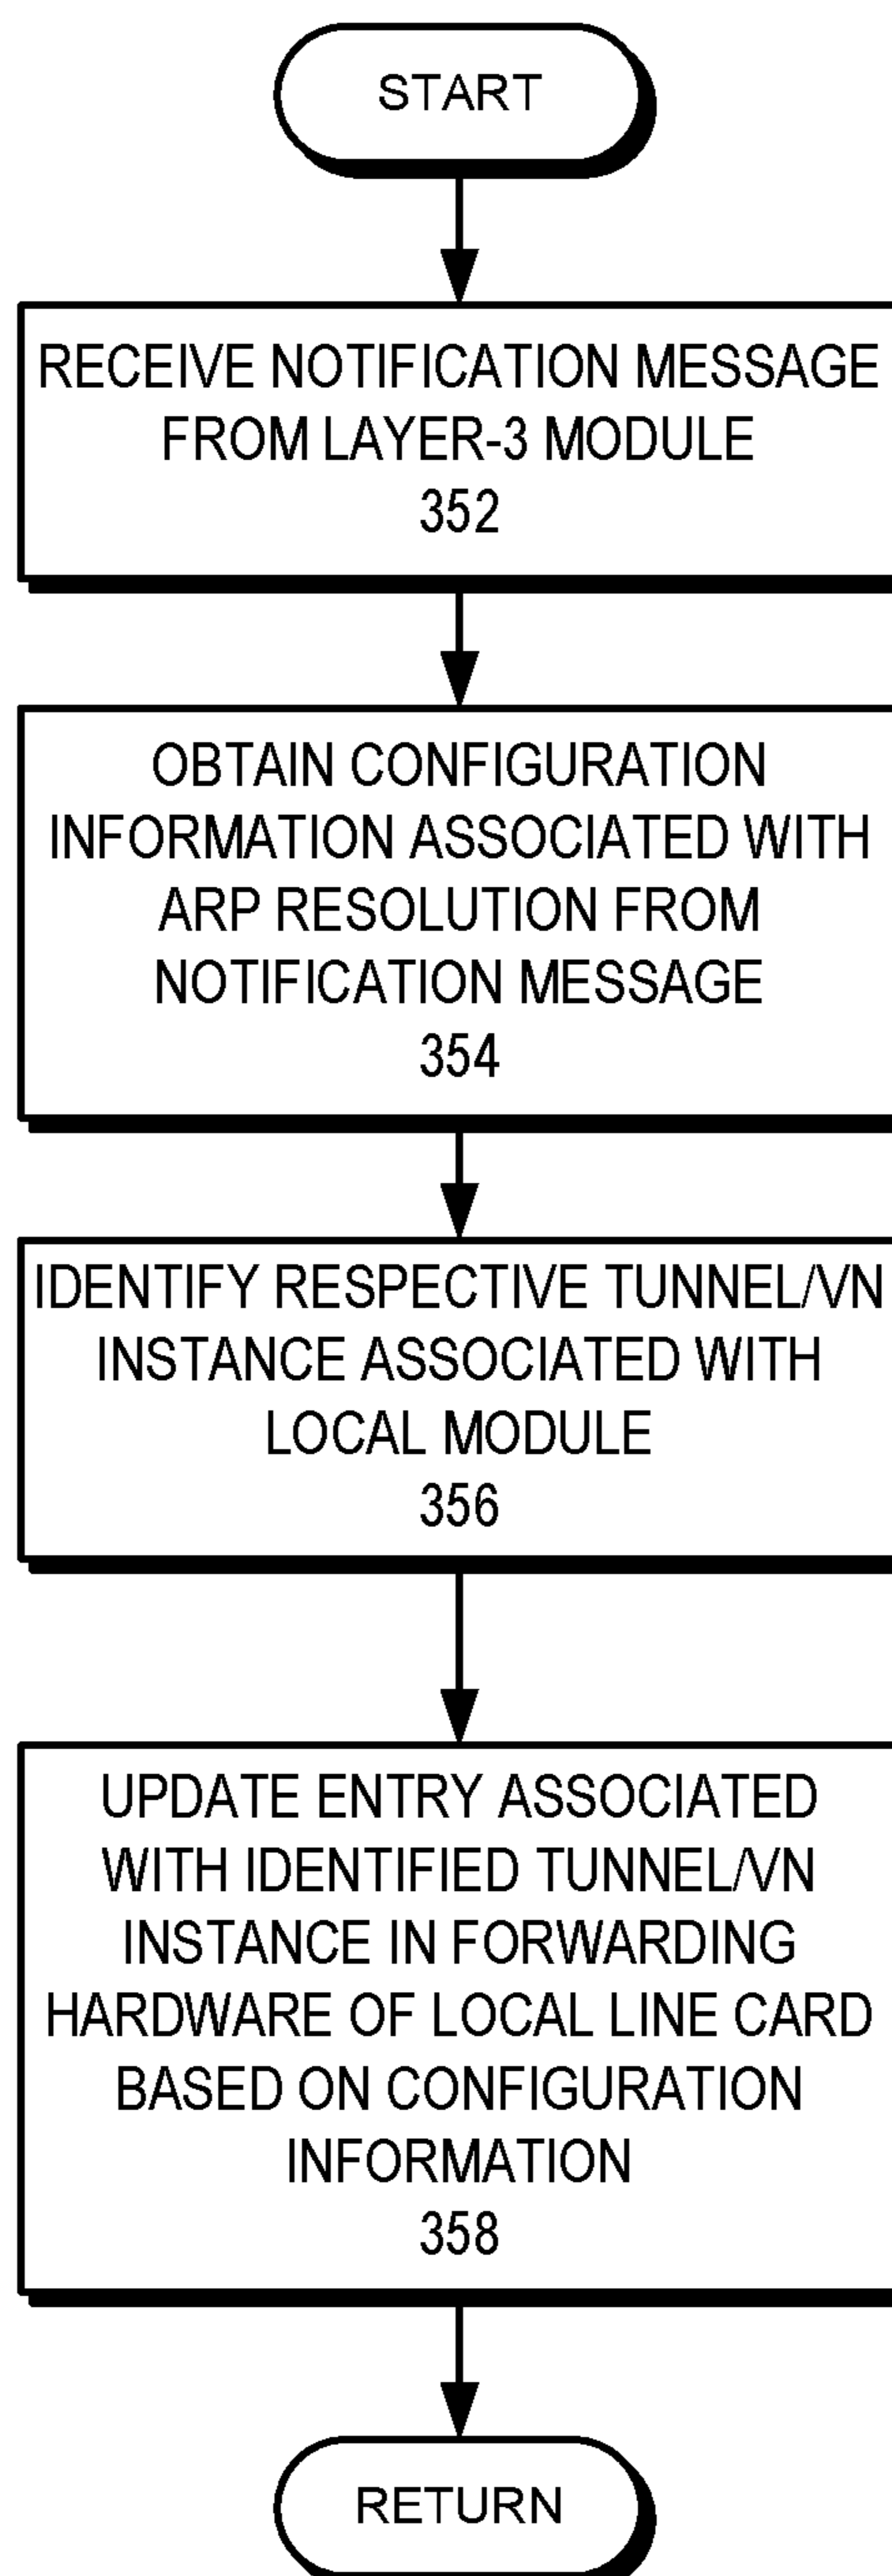 START
RECEIVE NOTIFICATION MESSAGE
FROM LAYER-3 MODULE
352
OBTAIN CONFIGURATION
INFORMATION ASSOCIATED WITH
ARP RESOLUTION FROM
NOTIFICATION MESSAGE
354
IDENTIFY RESPECTIVE TUNNEL/VN
INSTANCE ASSOCIATED WITH
LOCAL MODULE
356
UPDATE ENTRY ASSOCIATED
WITH IDENTIFIED TUNNEL/VN
INSTANCE IN FORWARDING
HARDWARE OF LOCAL LINE CARD
BASED ON CONFIGURATION
INFORMATION
358
RETURN